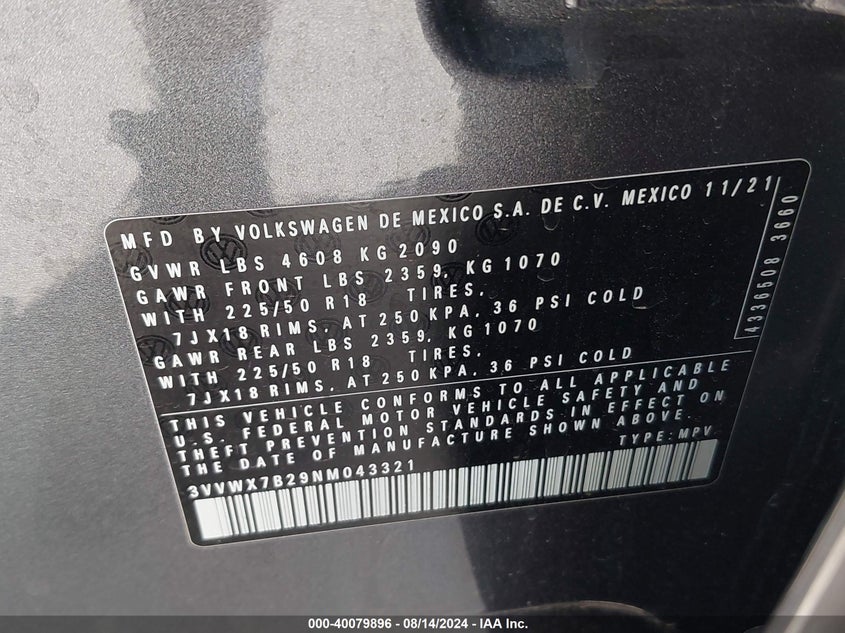 MFD BY VOLKSWAGEN DE MEXICO S.A. DE C.V. MEXICO 11/21
GVWR LBS 4608 KG 2090
GAWR FRONT LBS 2359, KG 1070
WITH 225/50 R18 TIRES,
7JX18 RIMS, AT 250 KPA, 36 PSI COLD
GAWR REAR LBS 2359, KG 1070
WITH 225/50 R18 TIRES,
7JX18 RIMS, AT 250 KPA, 36 PSI COLD
4336508 3660
THIS VEHICLE CONFORMS TO ALL APPLICABLE
U.S. FEDERAL MOTOR VEHICLE SAFETY AND
THEFT PREVENTION STANDARDS IN EFFECT ON
THE DATE OF MANUFACTURE SHOWN ABOVE
TYPE: MPV
3VVWX7B29NM043321
000-40079896 - 08/14/2024 - IAA Inc.